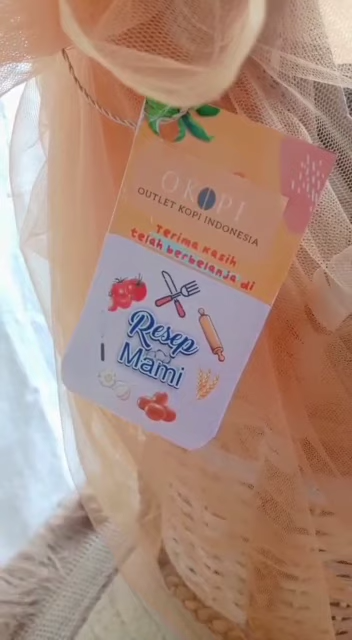 OKOPI
OUTLET KOPI INDONESIA
Terima kasih
telah berbelanja di
Resep
Mami